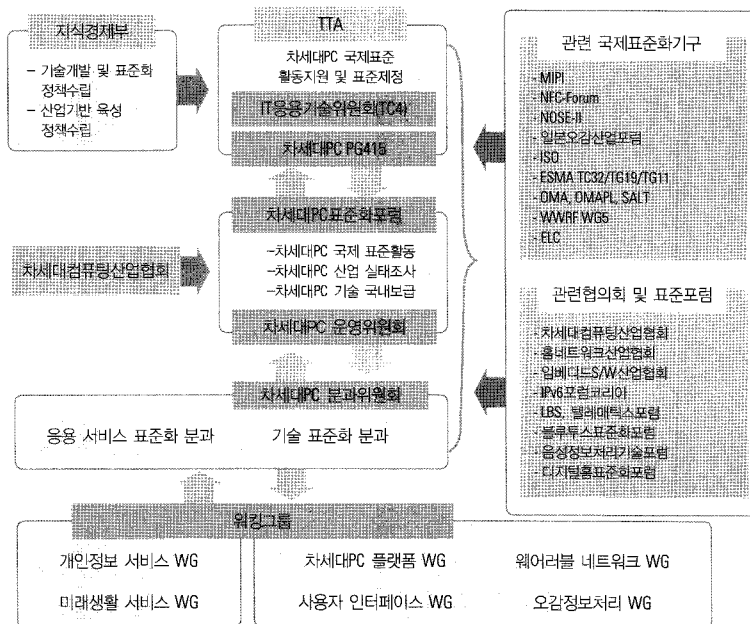 지식경제부
- 기술개발 및 표준화
정책수립
- 산업기반 육성
정책수립
TTA
차세대PC 국제표준
활동지원 및 표준제정
IT응용기술위원회(TC4)
차세대PC PG415
차세대컴퓨팅산업협회
차세대PC표준화포럼
-차세대PC 국제 표준활동
-차세대PC 산업 실태조사
-차세대PC 기술 국내보급
차세대PC 운영위원회
차세대PC 분과위원회
응용 서비스 표준화 분과
기술 표준화 분과
워킹그룹
개인정보 서비스 WG
미래생활 서비스 WG
차세대PC 플랫폼 WG
웨어러블 네트워크 WG
사용자 인터페이스 WG
오감정보처리 WG
관련 국제표준화기구
- MIPI
- NFC-Forum
- NOSE-II
- 일본오감산업포럼
- ISO
- ESMA TC32/TG19/TG11
- OMA, OMAPL, SALT
- WWRF WG5
- ELC
관련협의회 및 표준포럼
- 차세대컴퓨팅산업협회
- 홈네트워크산업협회
- 임베디드S/W산업협회
- IPv6포럼코리아
- LBS, 텔레매틱스포럼
- 블루투스표준화포럼
- 음성정보처리기술포럼
- 디지털홈표준화포럼